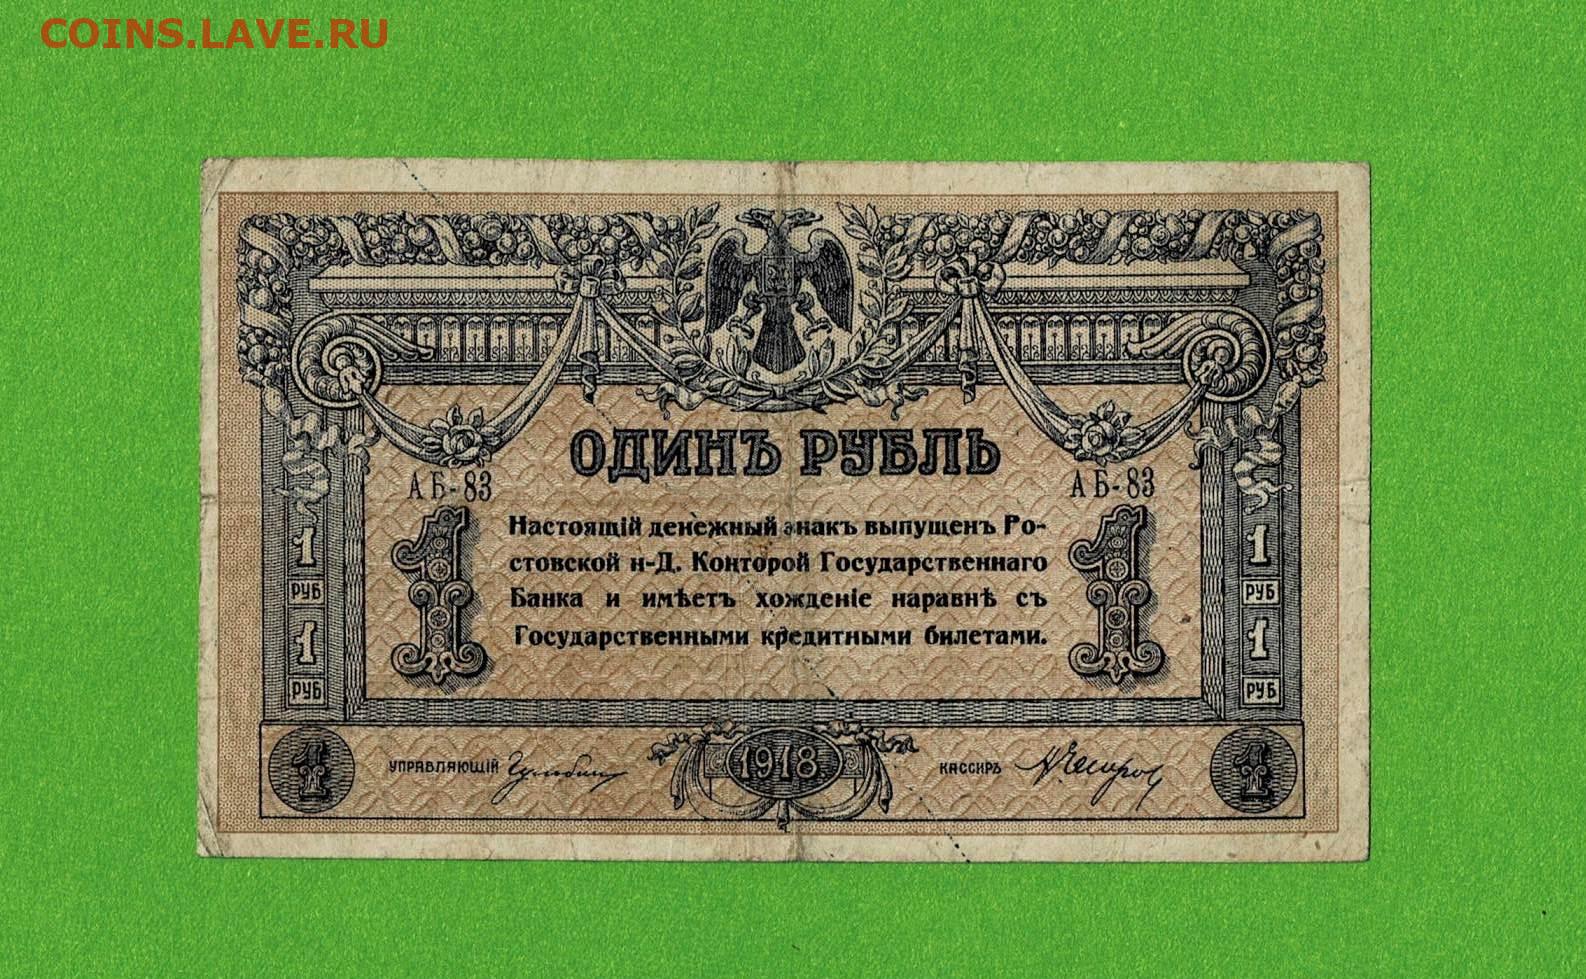 COINS.LAVE.RU
ОДИНЪ РУБЛЬ
АБ-83 АБ-83
1 1
Настоящій денежный знакъ выпущенъ Ро-
стовской н-Д. Конторой Государственнаго
Банка и имѣетъ хожденіе наравнѣ съ
Государственными кредитными билетами.
1 1
РУБ РУБ
1 1
РУБ РУБ
1 УПРАВЛЯЮЩІЙ 1918 КАССИРЪ 1